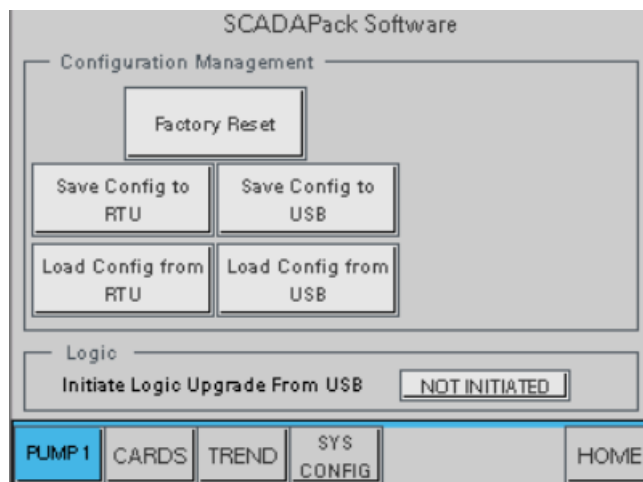 SCADAPack Software
Configuration Management
Factory Reset
Save Config to
RTU
Save Config to
USB
Load Config from
RTU
Load Config from
USB
Logic
Initiate Logic Upgrade From USB
NOT INITIATED
PUMP 1
CARDS
TREND
SYS
CONFIG
HOME